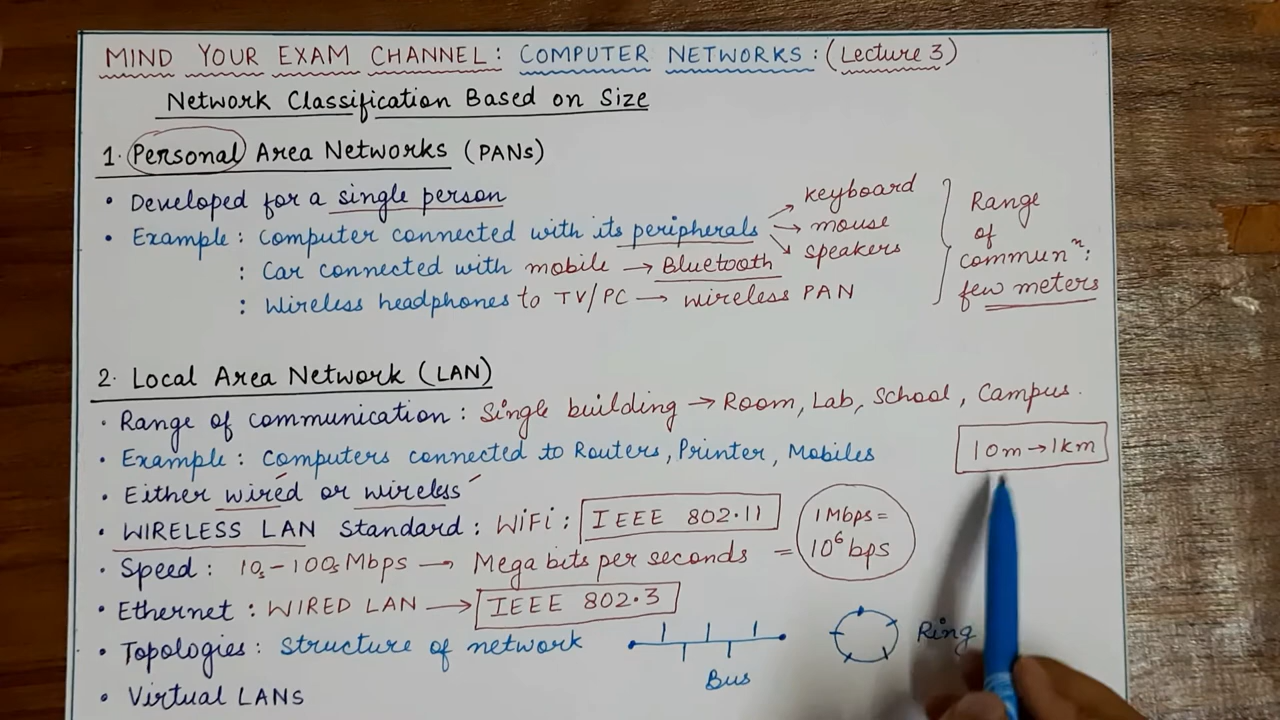 MIND YOUR EXAM CHANNEL: COMPUTER NETWORKS: (Lecture 3)
Network Classification Based on Size
1. Personal Area Networks (PANs)
• Developed for a single person
• Example: Computer connected with its peripherals → keyboard
→ mouse
→ speakers
: Car connected with mobile → Bluetooth
: Wireless headphones to TV/PC → wireless PAN
Range
of
commuⁿ:
few meters
2. Local Area Network (LAN)
• Range of communication: Single building → Room, Lab, School, Campus.
• Example: Computers connected to Routers, Printer, Mobiles
10m → 1km
• Either wired or wireless
• WIRELESS LAN Standard: WiFi: IEEE 802.11
• Speed: 10s - 100s Mbps → Mega bits per seconds = 1 Mbps =
10⁶ bps
• Ethernet: WIRED LAN → IEEE 802.3
• Topologies: Structure of network
Bus
Ring
• Virtual LANs